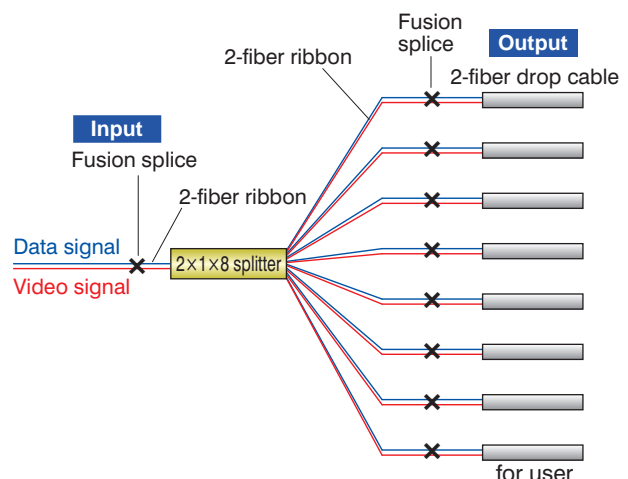 Fusion
splice
Output
2-fiber ribbon
2-fiber drop cable
Input
Fusion splice
2-fiber ribbon
Data signal
2×1×8 splitter
Video signal
for user